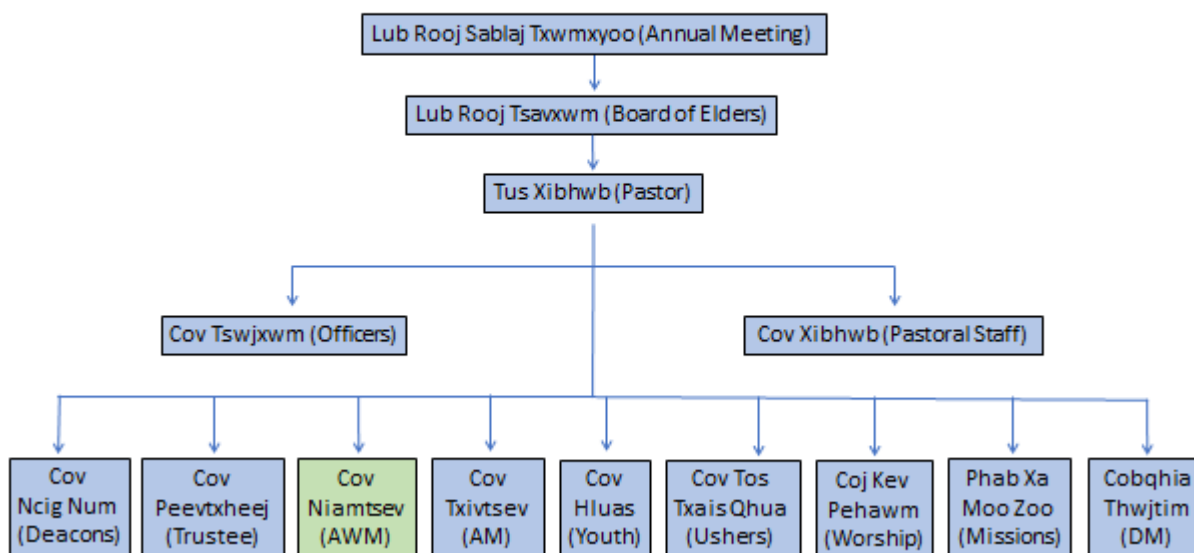 Lub Rooj Sablaj Txwmxyoo (Annual Meeting)
Lub Rooj Tsavxwm (Board of Elders)
Tus Xibhwb (Pastor)
Cov Tswjxwm (Officers)
Cov Xibhwb (Pastoral Staff)
Cov
Ncig Num
(Deacons)
Cov
Peevtxheej
(Trustee)
Cov
Niamtsev
(AWM)
Cov
Txivtsev
(AM)
Cov
Hluas
(Youth)
Cov Tos
Txais Qhua
(Ushers)
Coj Kev
Pehawm
(Worship)
Phab Xa
Moo Zoo
(Missions)
Cobqhia
Thwjtim
(DM)